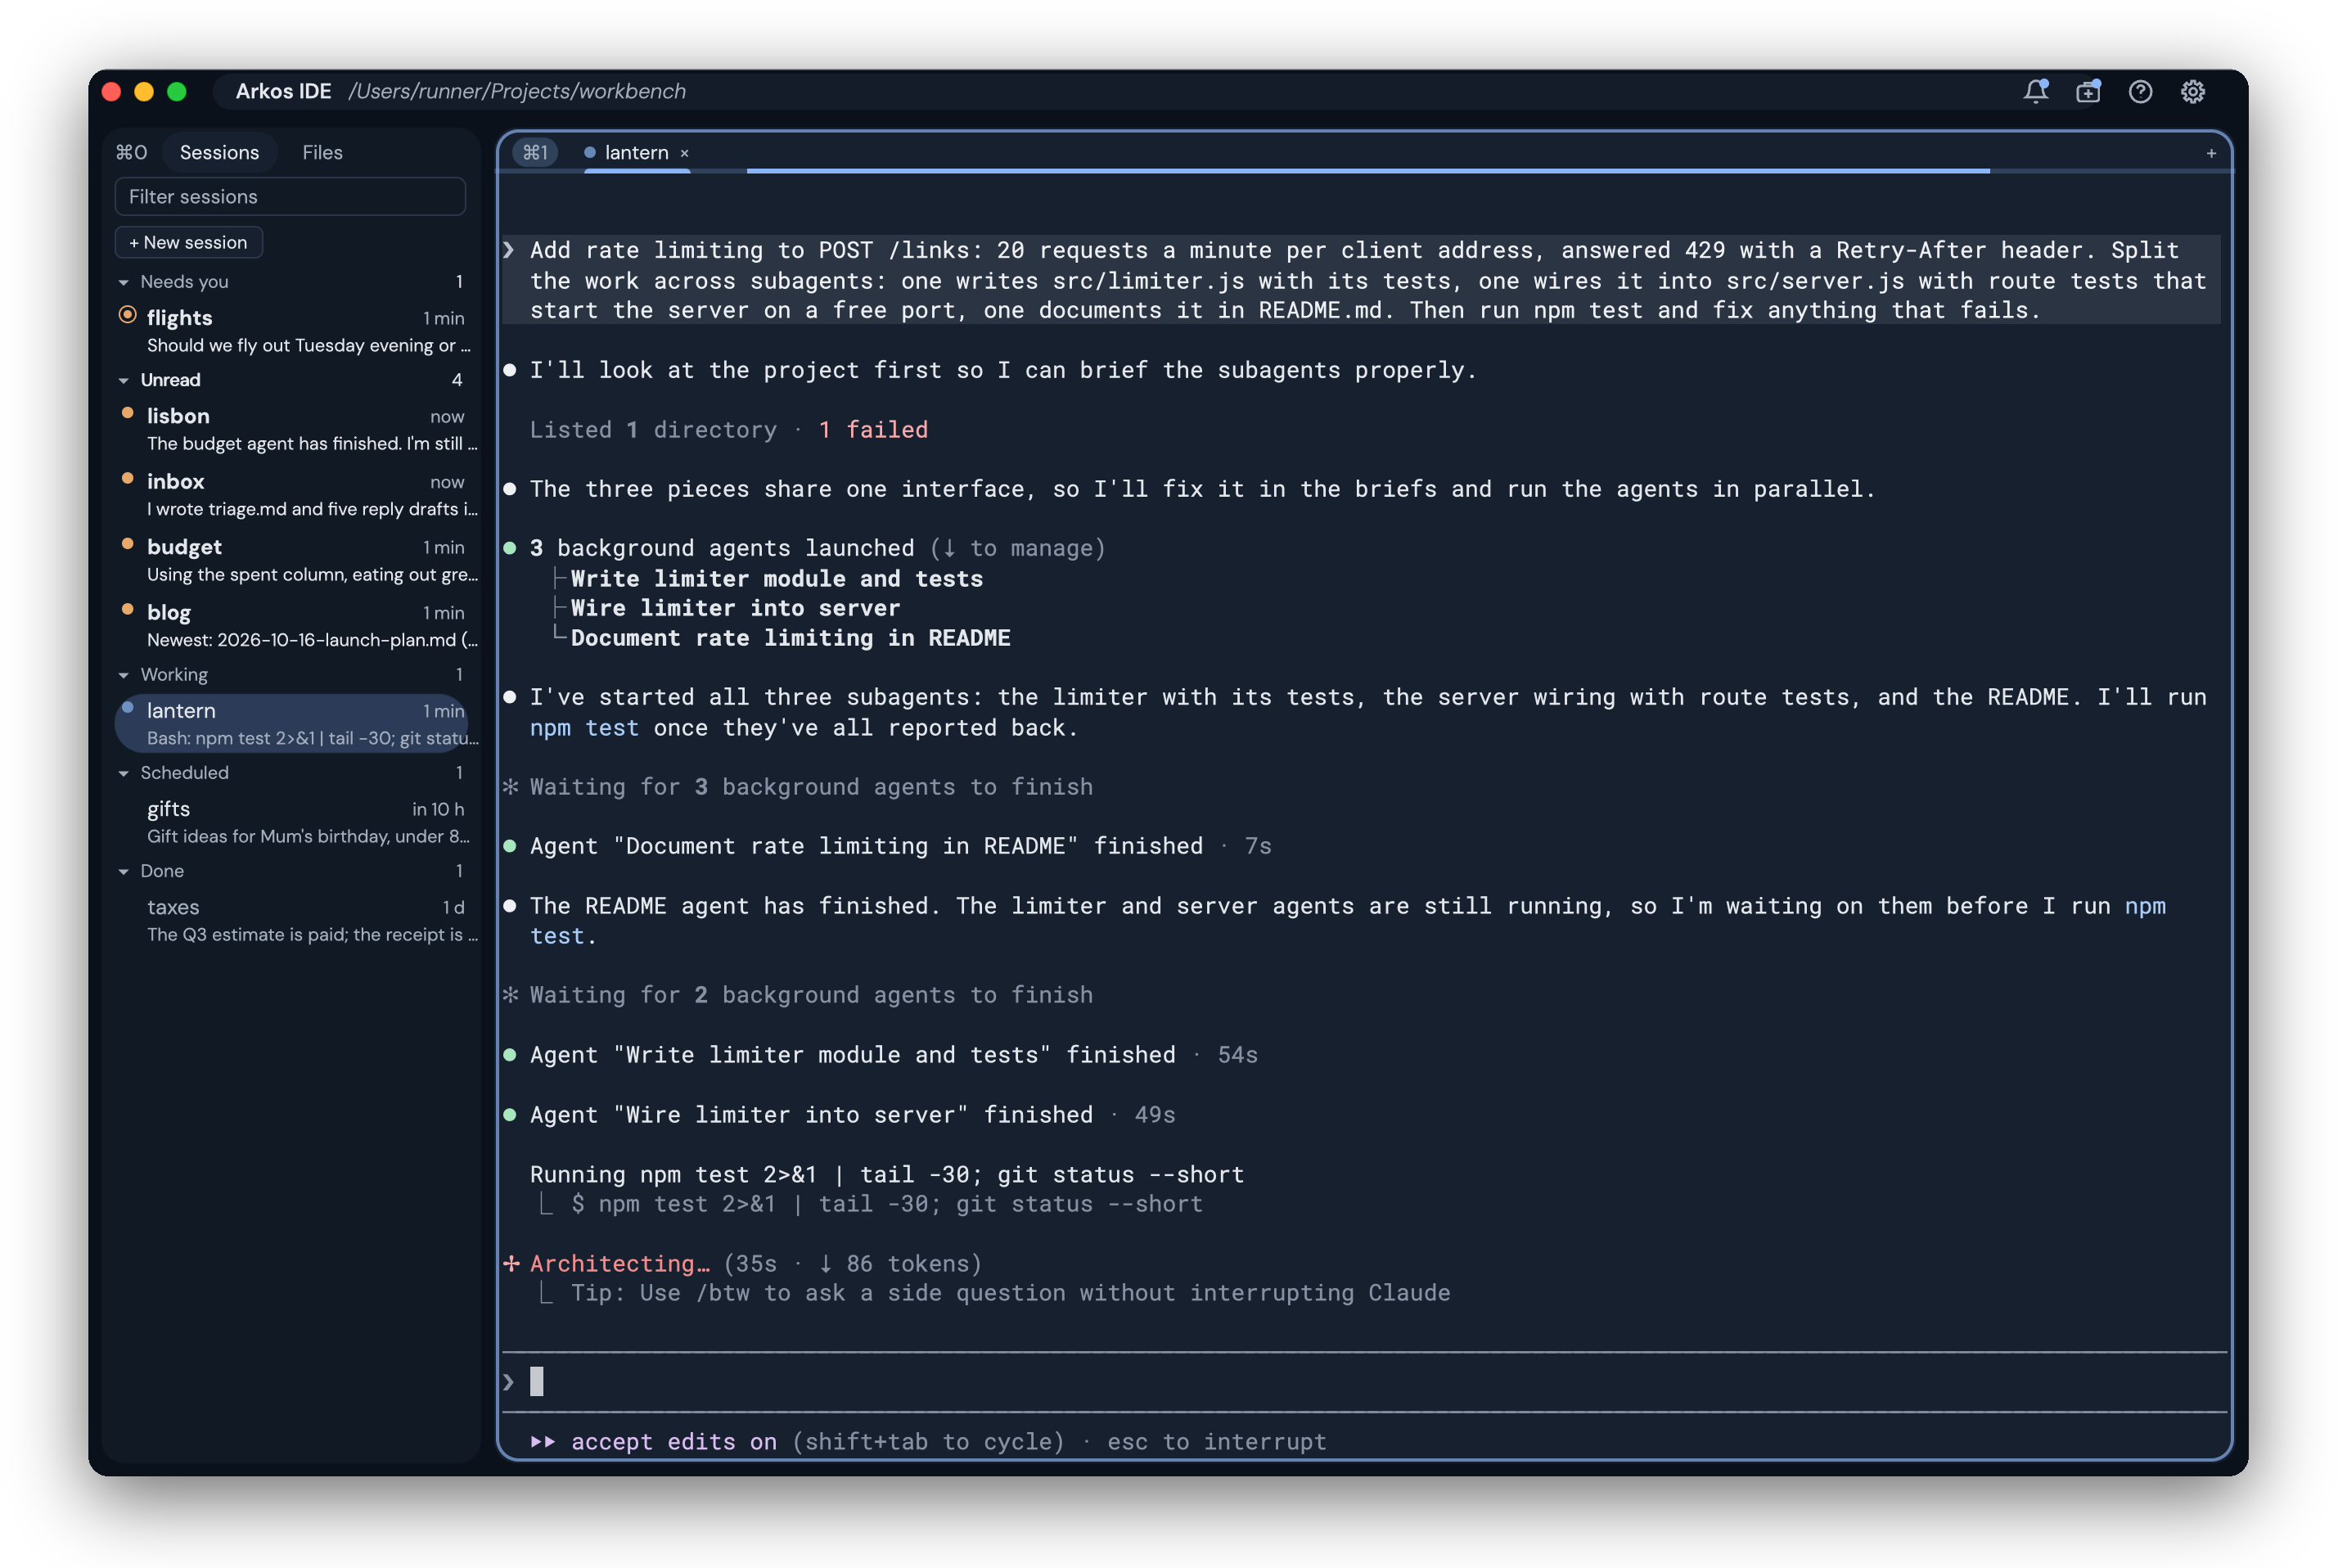 Arkos IDE /Users/runner/Projects/workbench
⌘0 Sessions Files
Filter sessions
+ New session
Needs you 1
flights 1 min
Should we fly out Tuesday evening or …
Unread 4
lisbon now
The budget agent has finished. I'm still …
inbox now
I wrote triage.md and five reply drafts i…
budget 1 min
Using the spent column, eating out gre…
blog 1 min
Newest: 2026-10-16-launch-plan.md (…
Working 1
lantern 1 min
Bash: npm test 2>&1 | tail -30; git statu…
Scheduled 1
gifts in 10 h
Gift ideas for Mum's birthday, under 8…
Done 1
taxes 1 d
The Q3 estimate is paid; the receipt is …
⌘1 lantern × +
❯ Add rate limiting to POST /links: 20 requests a minute per client address, answered 429 with a Retry-After header. Split
the work across subagents: one writes src/limiter.js with its tests, one wires it into src/server.js with route tests that
start the server on a free port, one documents it in README.md. Then run npm test and fix anything that fails.
● I'll look at the project first so I can brief the subagents properly.
Listed 1 directory · 1 failed
● The three pieces share one interface, so I'll fix it in the briefs and run the agents in parallel.
● 3 background agents launched (↓ to manage)
├ Write limiter module and tests
├ Wire limiter into server
└ Document rate limiting in README
● I've started all three subagents: the limiter with its tests, the server wiring with route tests, and the README. I'll run
npm test once they've all reported back.
✻ Waiting for 3 background agents to finish
● Agent "Document rate limiting in README" finished · 7s
● The README agent has finished. The limiter and server agents are still running, so I'm waiting on them before I run npm
test.
✻ Waiting for 2 background agents to finish
● Agent "Write limiter module and tests" finished · 54s
● Agent "Wire limiter into server" finished · 49s
Running npm test 2>&1 | tail -30; git status --short
⎿ $ npm test 2>&1 | tail -30; git status --short
✢ Architecting… (35s · ↓ 86 tokens)
⎿ Tip: Use /btw to ask a side question without interrupting Claude
❯
⏵⏵ accept edits on (shift+tab to cycle) · esc to interrupt